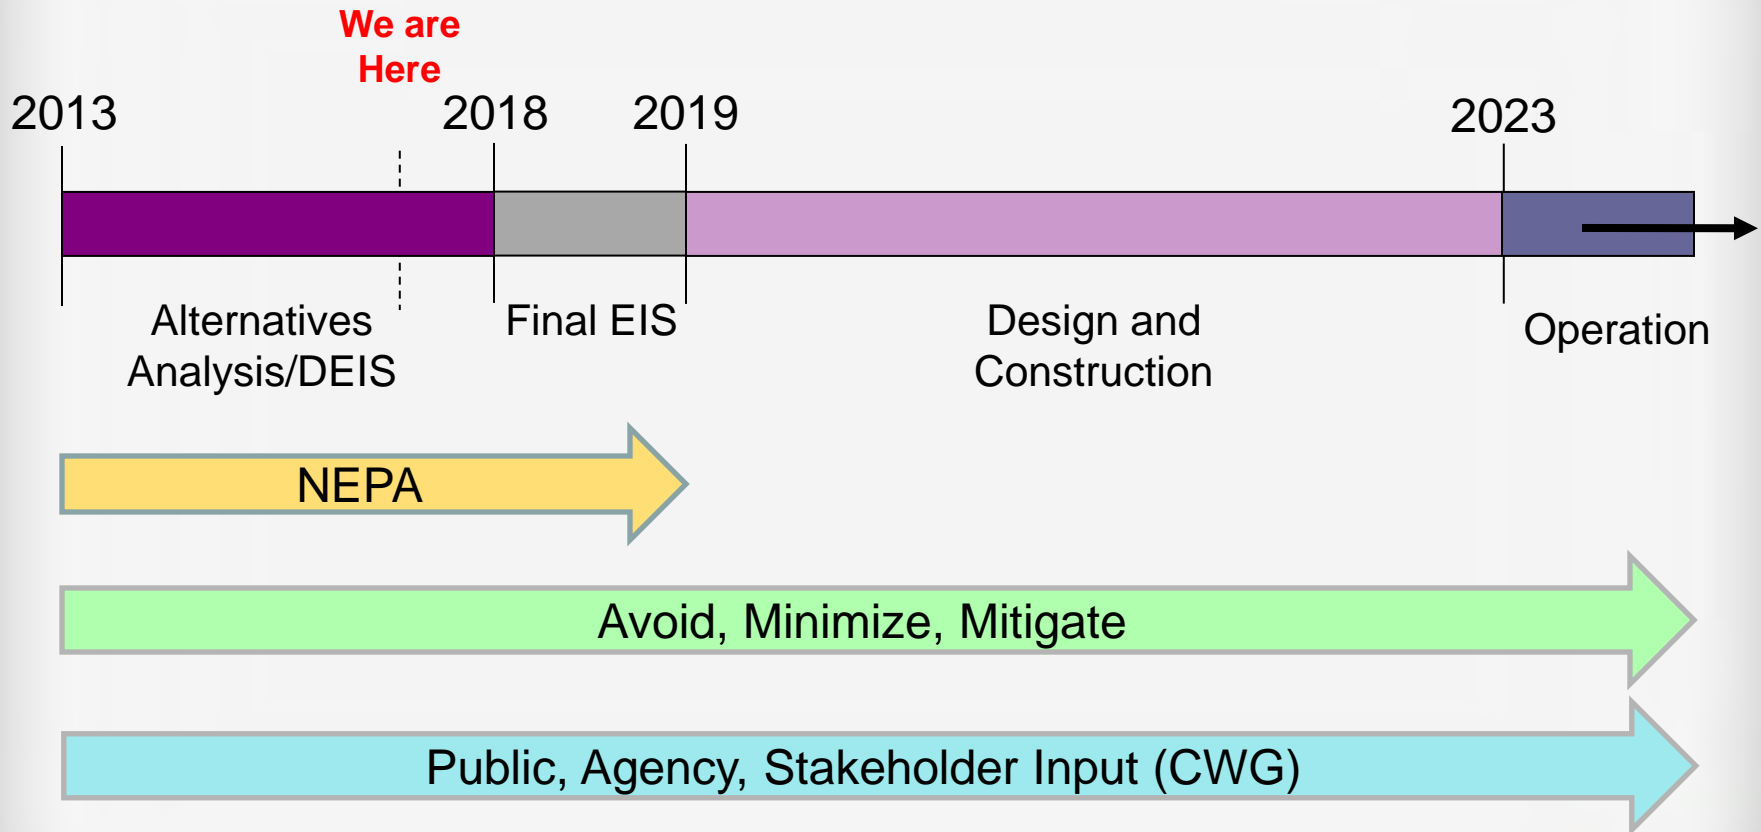 We are
Here
2013
2018
2019
2023
Alternatives
Analysis/DEIS
Final EIS
Design and
Construction
Operation
NEPA
Avoid, Minimize, Mitigate
Public, Agency, Stakeholder Input (CWG)